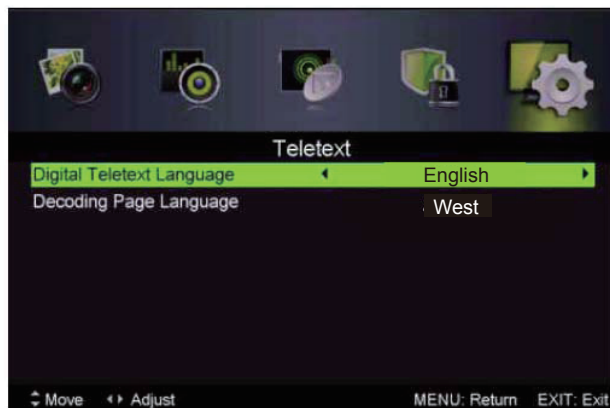 Teletext
Digital Teletext Language English
Decoding Page Language West
Move Adjust MENU: Return EXIT: Exit